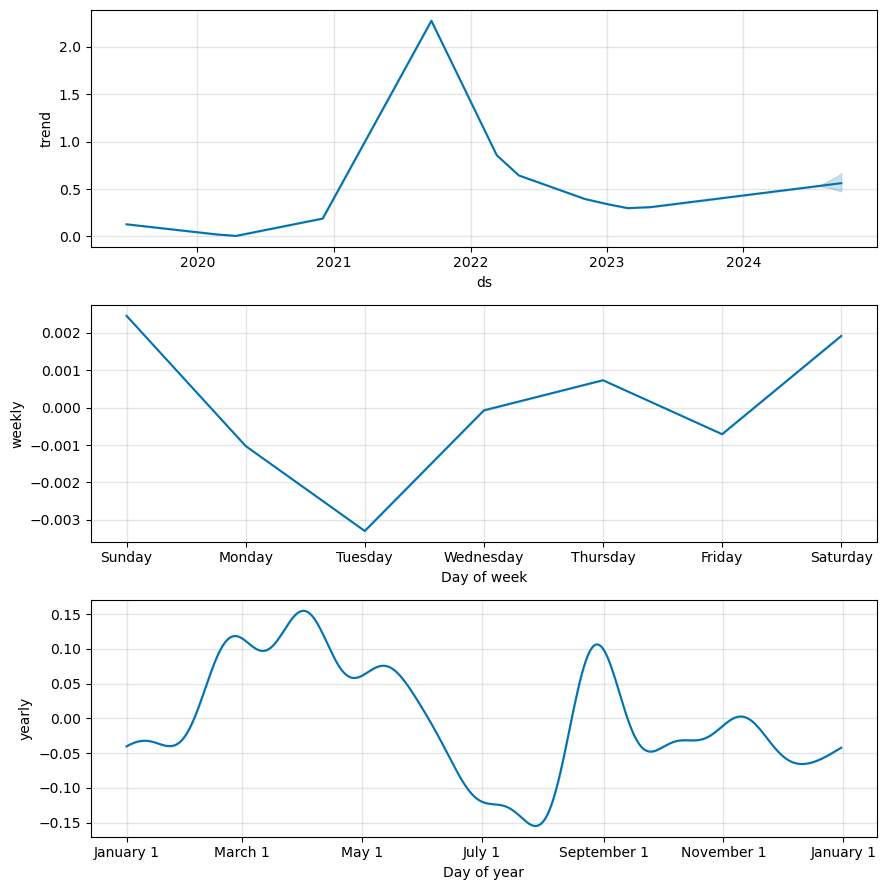 2.0
1.5
1.0
0.5
0.0
trend
2020 2021 2022 2023 2024
ds
0.002
0.001
0.000
−0.001
−0.002
−0.003
weekly
Sunday Monday Tuesday Wednesday Thursday Friday Saturday
Day of week
0.15
0.10
0.05
0.00
−0.05
−0.10
−0.15
yearly
January 1 March 1 May 1 July 1 September 1 November 1 January 1
Day of year